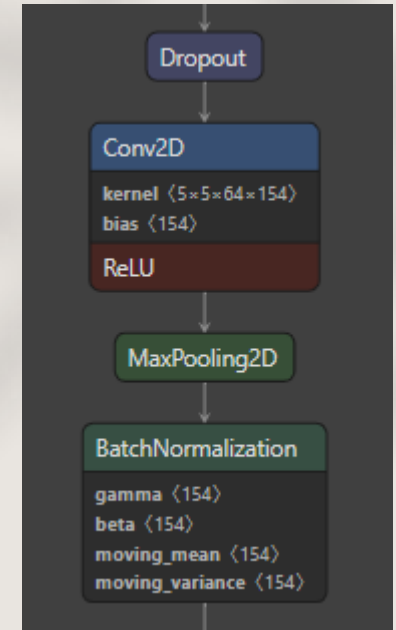 Dropout
Conv2D
kernel 〈5×5×64×154〉
bias 〈154〉
ReLU
MaxPooling2D
BatchNormalization
gamma 〈154〉
beta 〈154〉
moving_mean 〈154〉
moving_variance 〈154〉